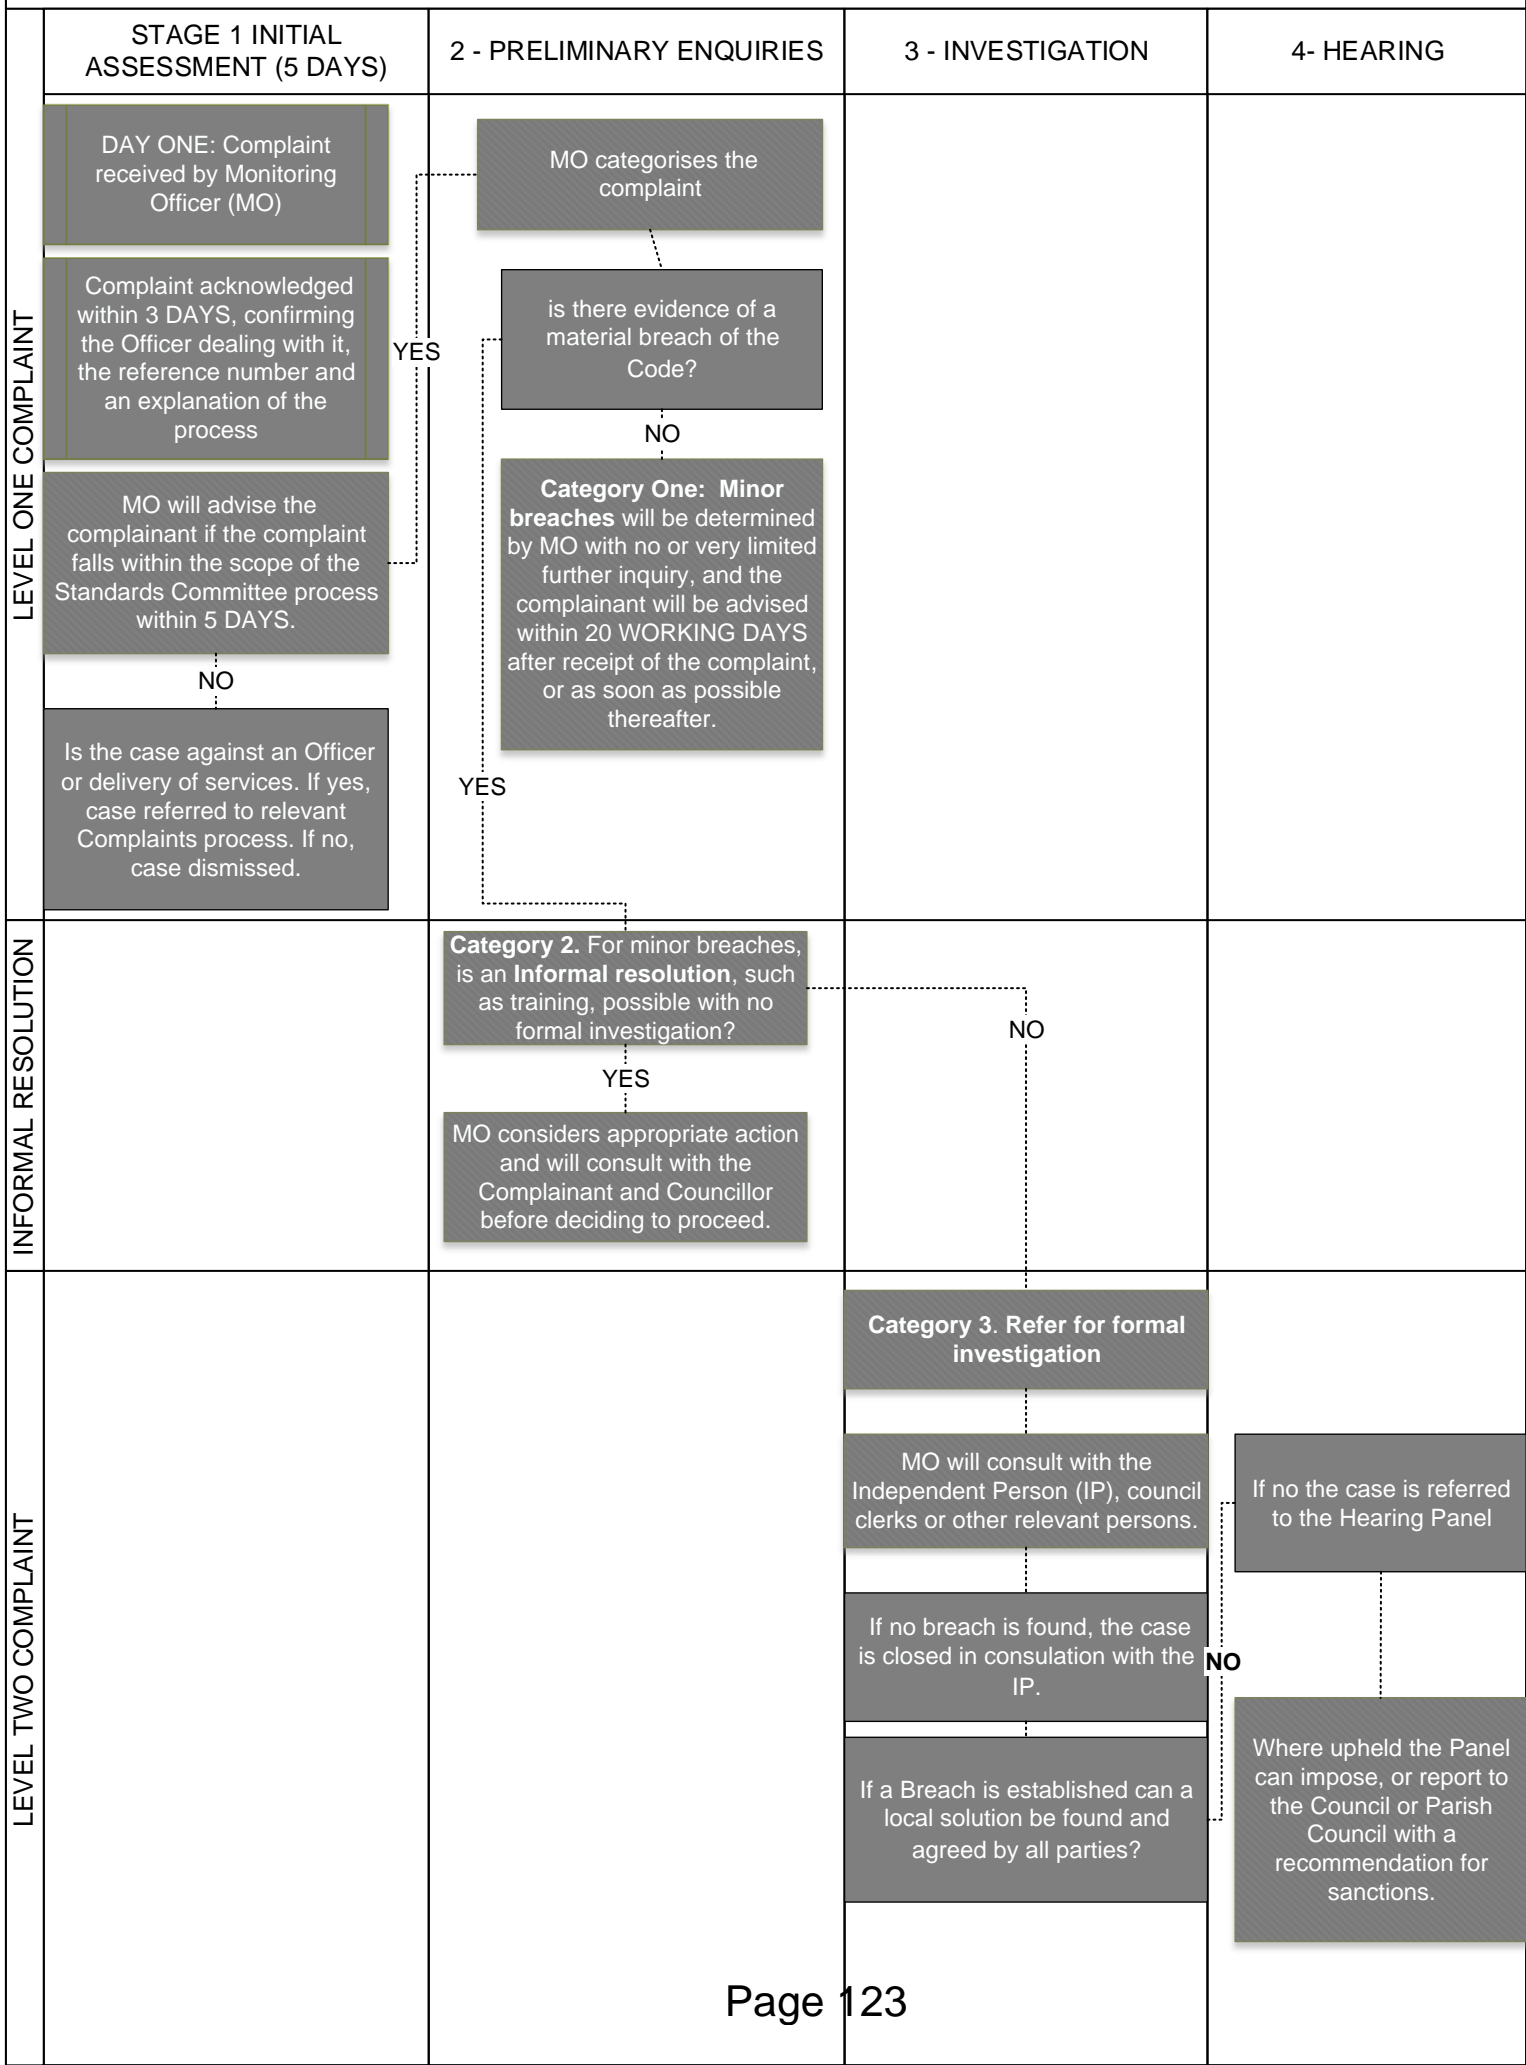 STAGE 1 INITIAL
ASSESSMENT (5 DAYS)
2 - PRELIMINARY ENQUIRIES
3 - INVESTIGATION
4- HEARING
LEVEL ONE COMPLAINT
DAY ONE: Complaint
received by Monitoring
Officer (MO)
Complaint acknowledged
within 3 DAYS, confirming
the Officer dealing with it,
the reference number and
an explanation of the
process
MO will advise the
complainant if the complaint
falls within the scope of the
Standards Committee process
within 5 DAYS.
NO
Is the case against an Officer
or delivery of services. If yes,
case referred to relevant
Complaints process. If no,
case dismissed.
YES
MO categorises the
complaint
is there evidence of a
material breach of the
Code?
NO
Category One: Minor
breaches will be determined
by MO with no or very limited
further inquiry, and the
complainant will be advised
within 20 WORKING DAYS
after receipt of the complaint,
or as soon as possible
thereafter.
YES
INFORMAL RESOLUTION
Category 2. For minor breaches,
is an Informal resolution, such
as training, possible with no
formal investigation?
YES
MO considers appropriate action
and will consult with the
Complainant and Councillor
before deciding to proceed.
NO
LEVEL TWO COMPLAINT
Category 3. Refer for formal
investigation
MO will consult with the
Independent Person (IP), council
clerks or other relevant persons.
If no breach is found, the case
is closed in consulation with the
IP.
If a Breach is established can a
local solution be found and
agreed by all parties?
NO
If no the case is referred
to the Hearing Panel
Where upheld the Panel
can impose, or report to
the Council or Parish
Council with a
recommendation for
sanctions.
Page 123